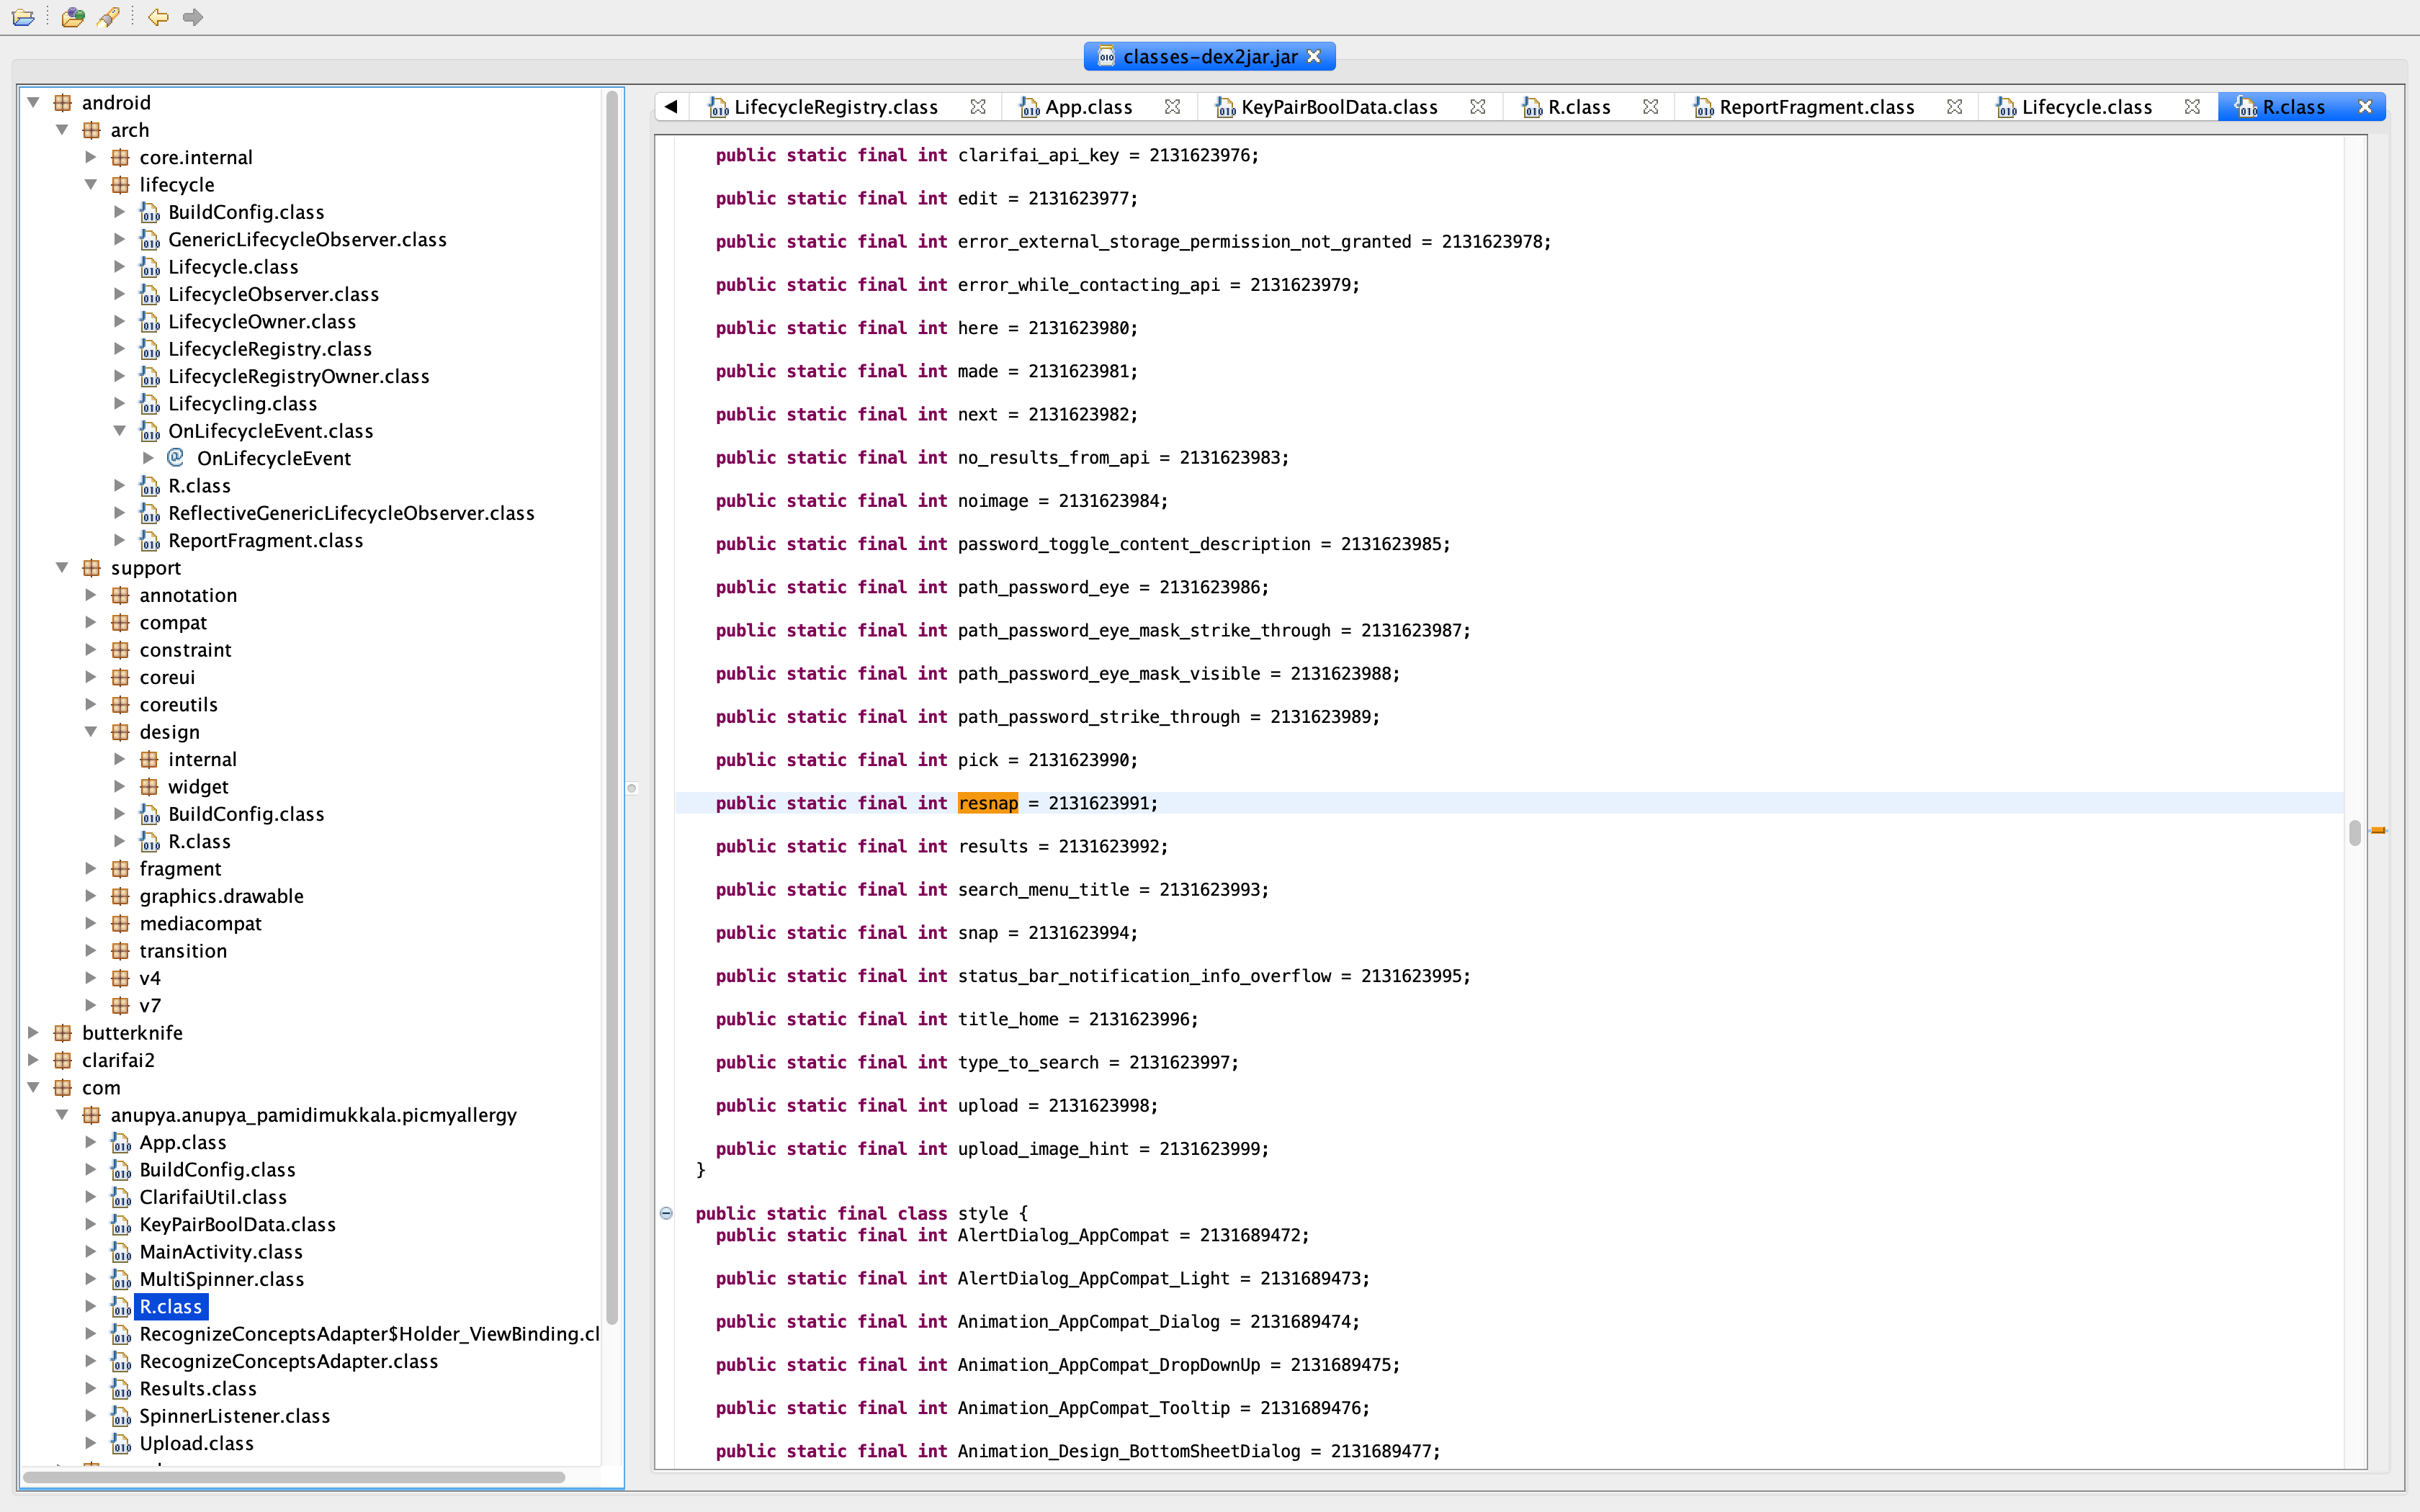 classes-dex2jar.jar
android
arch
core.internal
lifecycle
BuildConfig.class
GenericLifecycleObserver.class
Lifecycle.class
LifecycleObserver.class
LifecycleOwner.class
LifecycleRegistry.class
LifecycleRegistryOwner.class
Lifecycling.class
OnLifecycleEvent.class
OnLifecycleEvent
R.class
ReflectiveGenericLifecycleObserver.class
ReportFragment.class
support
annotation
compat
constraint
coreui
coreutils
design
internal
widget
BuildConfig.class
R.class
fragment
graphics.drawable
mediacompat
transition
v4
v7
butterknife
clarifai2
com
anupya.anupya_pamidimukkala.picmyallergy
App.class
BuildConfig.class
ClarifaiUtil.class
KeyPairBoolData.class
MainActivity.class
MultiSpinner.class
R.class
RecognizeConceptsAdapter$Holder_ViewBinding.cl
RecognizeConceptsAdapter.class
Results.class
SpinnerListener.class
Upload.class
LifecycleRegistry.class App.class KeyPairBoolData.class R.class ReportFragment.class Lifecycle.class R.class
public static final int clarifai_api_key = 2131623976;
public static final int edit = 2131623977;
public static final int error_external_storage_permission_not_granted = 2131623978;
public static final int error_while_contacting_api = 2131623979;
public static final int here = 2131623980;
public static final int made = 2131623981;
public static final int next = 2131623982;
public static final int no_results_from_api = 2131623983;
public static final int noimage = 2131623984;
public static final int password_toggle_content_description = 2131623985;
public static final int path_password_eye = 2131623986;
public static final int path_password_eye_mask_strike_through = 2131623987;
public static final int path_password_eye_mask_visible = 2131623988;
public static final int path_password_strike_through = 2131623989;
public static final int pick = 2131623990;
public static final int resnap = 2131623991;
public static final int results = 2131623992;
public static final int search_menu_title = 2131623993;
public static final int snap = 2131623994;
public static final int status_bar_notification_info_overflow = 2131623995;
public static final int title_home = 2131623996;
public static final int type_to_search = 2131623997;
public static final int upload = 2131623998;
public static final int upload_image_hint = 2131623999;
}
public static final class style {
public static final int AlertDialog_AppCompat = 2131689472;
public static final int AlertDialog_AppCompat_Light = 2131689473;
public static final int Animation_AppCompat_Dialog = 2131689474;
public static final int Animation_AppCompat_DropDownUp = 2131689475;
public static final int Animation_AppCompat_Tooltip = 2131689476;
public static final int Animation_Design_BottomSheetDialog = 2131689477;